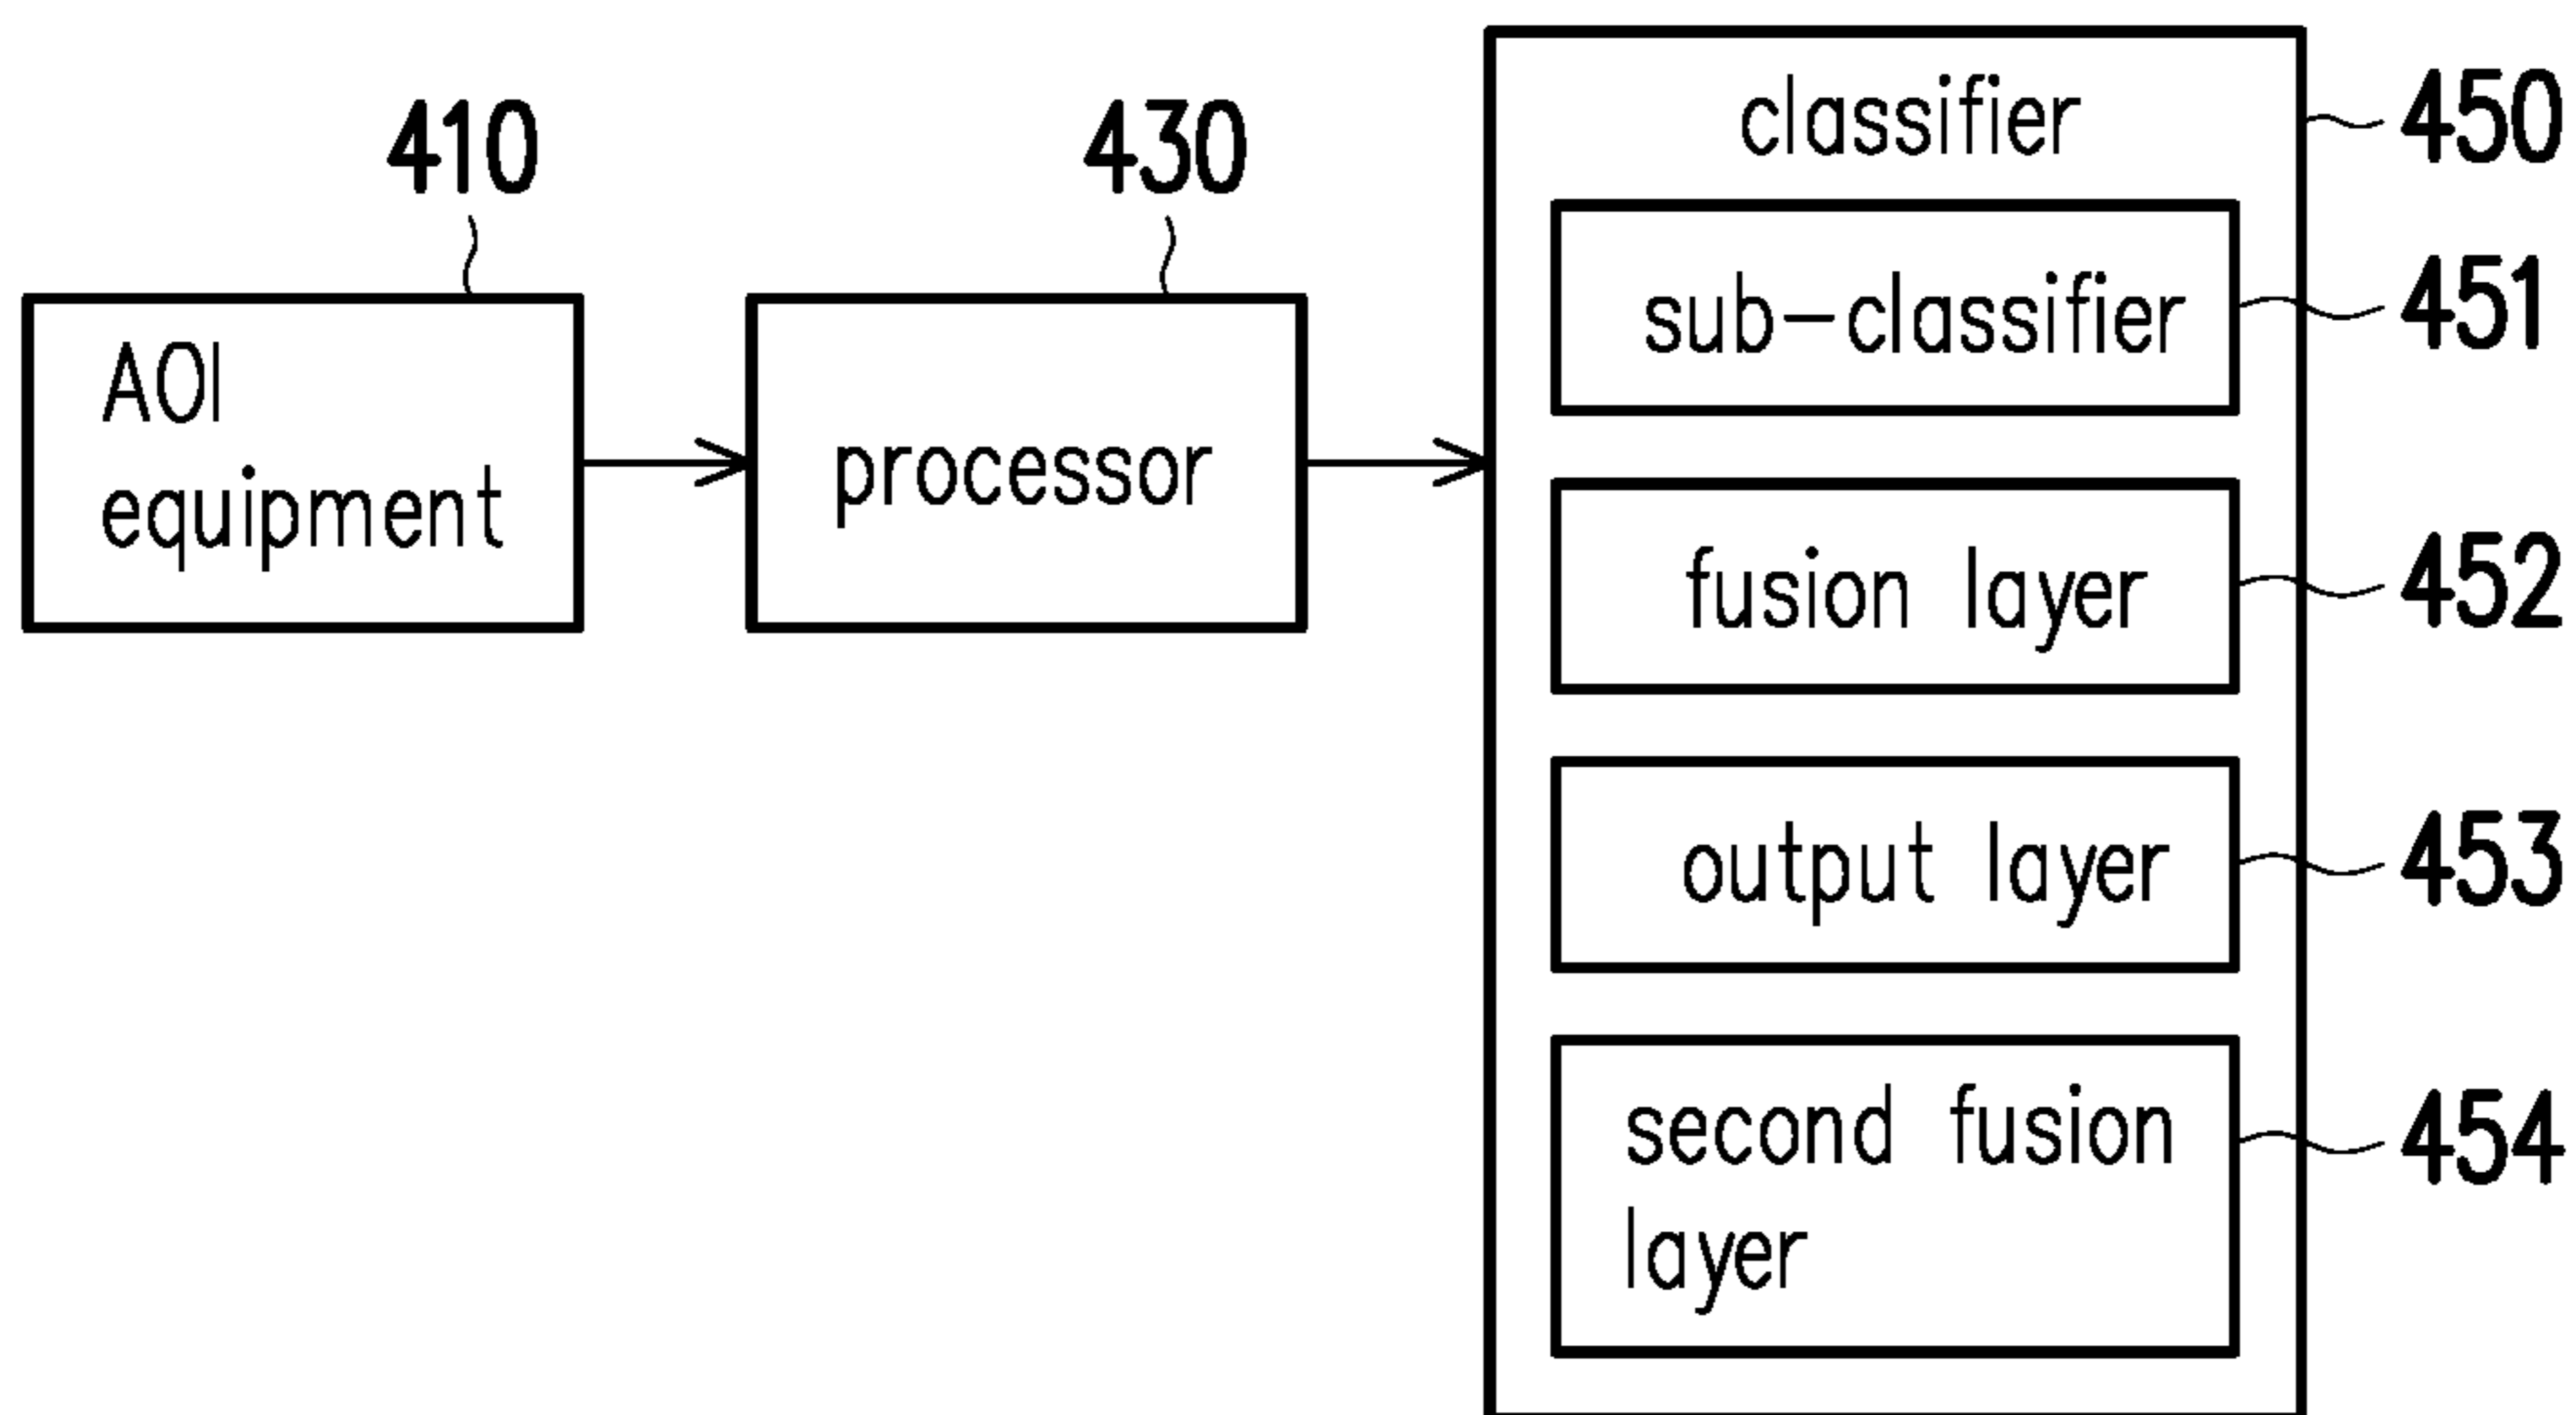 410
AOI
equipment
430
processor
classifier
450
sub-classifier
451
fusion layer
452
output layer
453
second fusion
layer
454